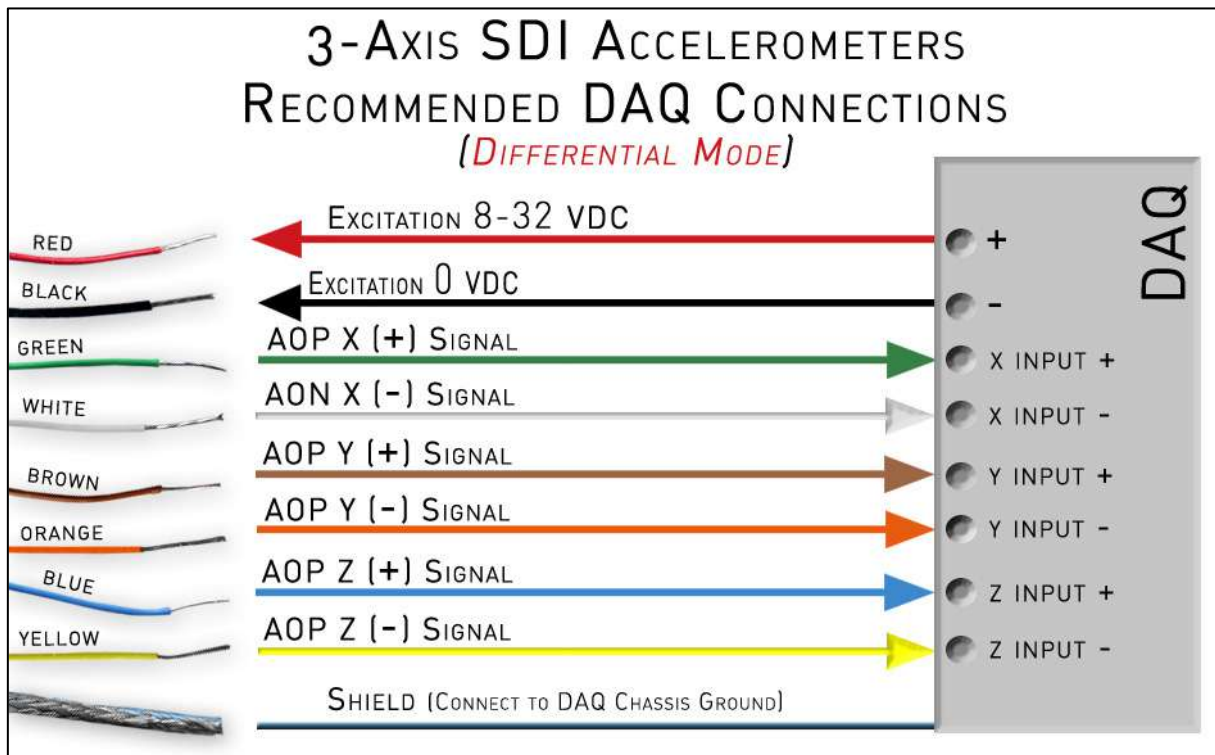 3-Axis SDI Accelerometers
Recommended DAQ Connections
(Differential Mode)
DAQ
RED
Excitation 8-32 VDC
+
BLACK
Excitation 0 VDC
-
GREEN
AOP X (+) Signal
X INPUT +
WHITE
AON X (-) Signal
X INPUT -
BROWN
AOP Y (+) Signal
Y INPUT +
ORANGE
AOP Y (-) Signal
Y INPUT -
BLUE
AOP Z (+) Signal
Z INPUT +
YELLOW
AOP Z (-) Signal
Z INPUT -
Shield (Connect to DAQ Chassis Ground)